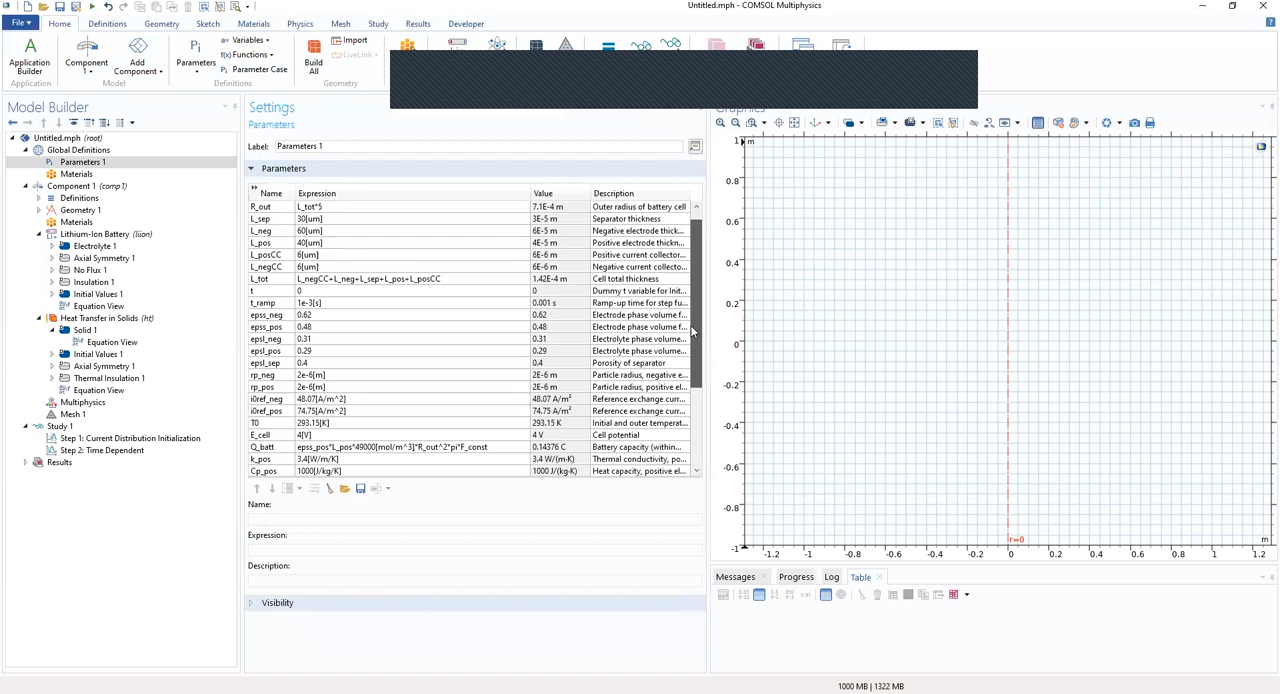 Untitled.mph - COMSOL Multiphysics
File Home Definitions Geometry Sketch Materials Physics Mesh Study Results Developer
Application Builder
Component 1
Add Component
Parameters
Variables
Functions
Parameter Case
Build All
Import
LiveLink
Application Model Definitions Geometry
Model Builder
Untitled.mph (root)
Global Definitions
Parameters 1
Materials
Component 1 (comp1)
Definitions
Geometry 1
Materials
Lithium-Ion Battery (liion)
Electrolyte 1
Axial Symmetry 1
No Flux 1
Insulation 1
Initial Values 1
Equation View
Heat Transfer in Solids (ht)
Solid 1
Equation View
Initial Values 1
Axial Symmetry 1
Thermal Insulation 1
Equation View
Multiphysics
Mesh 1
Study 1
Step 1: Current Distribution Initialization
Step 2: Time Dependent
Results
Settings
Parameters
Label: Parameters 1
Parameters
Name Expression Value Description
R_out L_tot*5 7.1E-4 m Outer radius of battery cell
L_sep 30[um] 3E-5 m Separator thickness
L_neg 60[um] 6E-5 m Negative electrode thick...
L_pos 40[um] 4E-5 m Positive electrode thickn...
L_posCC 6[um] 6E-6 m Positive current collector...
L_negCC 6[um] 6E-6 m Negative current collecto...
L_tot L_negCC+L_neg+L_sep+L_pos+L_posCC 1.42E-4 m Cell total thickness
t 0 0 Dummy t variable for Init...
t_ramp 1e-3[s] 0.001 s Ramp-up time for step fu...
epss_neg 0.62 0.62 Electrode phase volume f...
epss_pos 0.48 0.48 Electrode phase volume f...
epsl_neg 0.31 0.31 Electrolyte phase volume...
epsl_pos 0.29 0.29 Electrolyte phase volume...
epsl_sep 0.4 0.4 Porosity of separator
rp_neg 2e-6[m] 2E-6 m Particle radius, negative e...
rp_pos 2e-6[m] 2E-6 m Particle radius, positive el...
i0ref_neg 48.07[A/m^2] 48.07 A/m² Reference exchange curr...
i0ref_pos 74.75[A/m^2] 74.75 A/m² Reference exchange curr...
T0 293.15[K] 293.15 K Initial and outer temperat...
E_cell 4[V] 4 V Cell potential
Q_batt epss_pos*L_pos*49000[mol/m^3]*R_out^2*pi*F_const 0.14376 C Battery capacity (within...
k_pos 3.4[W/m/K] 3.4 W/(m·K) Thermal conductivity, po...
Cp_pos 1000[J/kg/K] 1000 J/(kg·K) Heat capacity, positive el...
Name:
Expression:
Description:
Visibility
1 m
0.8
0.6
0.4
0.2
0
-0.2
-0.4
-0.6
-0.8
-1
r=0
m
-1.2 -1 -0.8 -0.6 -0.4 -0.2 0 0.2 0.4 0.6 0.8 1 1.2
Messages Progress Log Table
1000 MB | 1322 MB